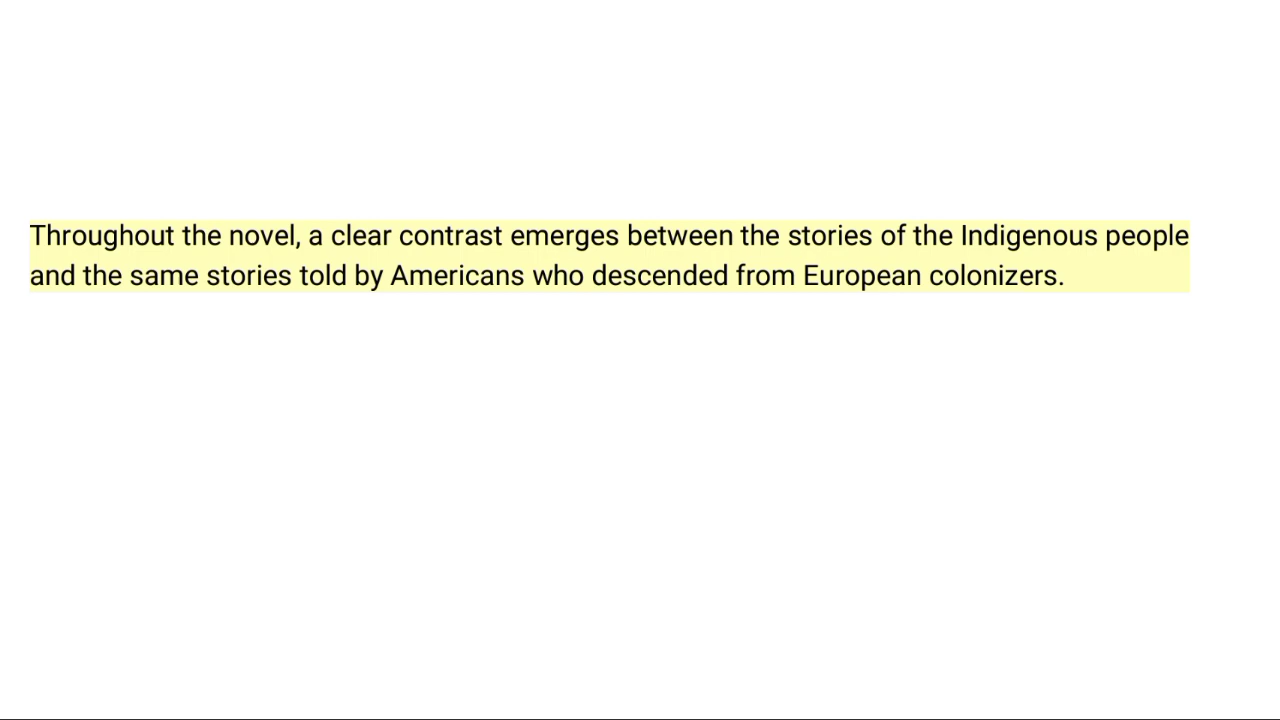 Throughout the novel, a clear contrast emerges between the stories of the Indigenous people
and the same stories told by Americans who descended from European colonizers.